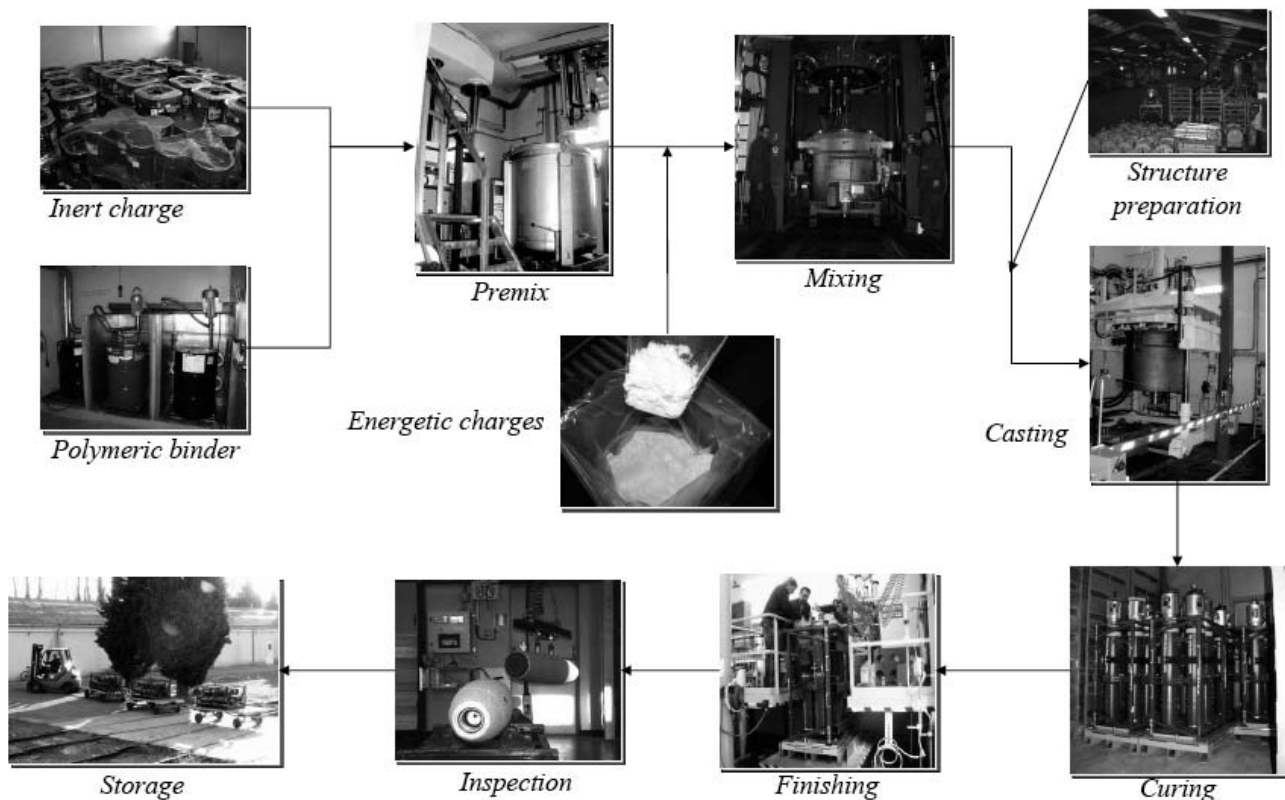 Inert charge
Polymeric binder
Premix
Energetic charges
Mixing
Structure
preparation
Casting
Curing
Finishing
Inspection
Storage